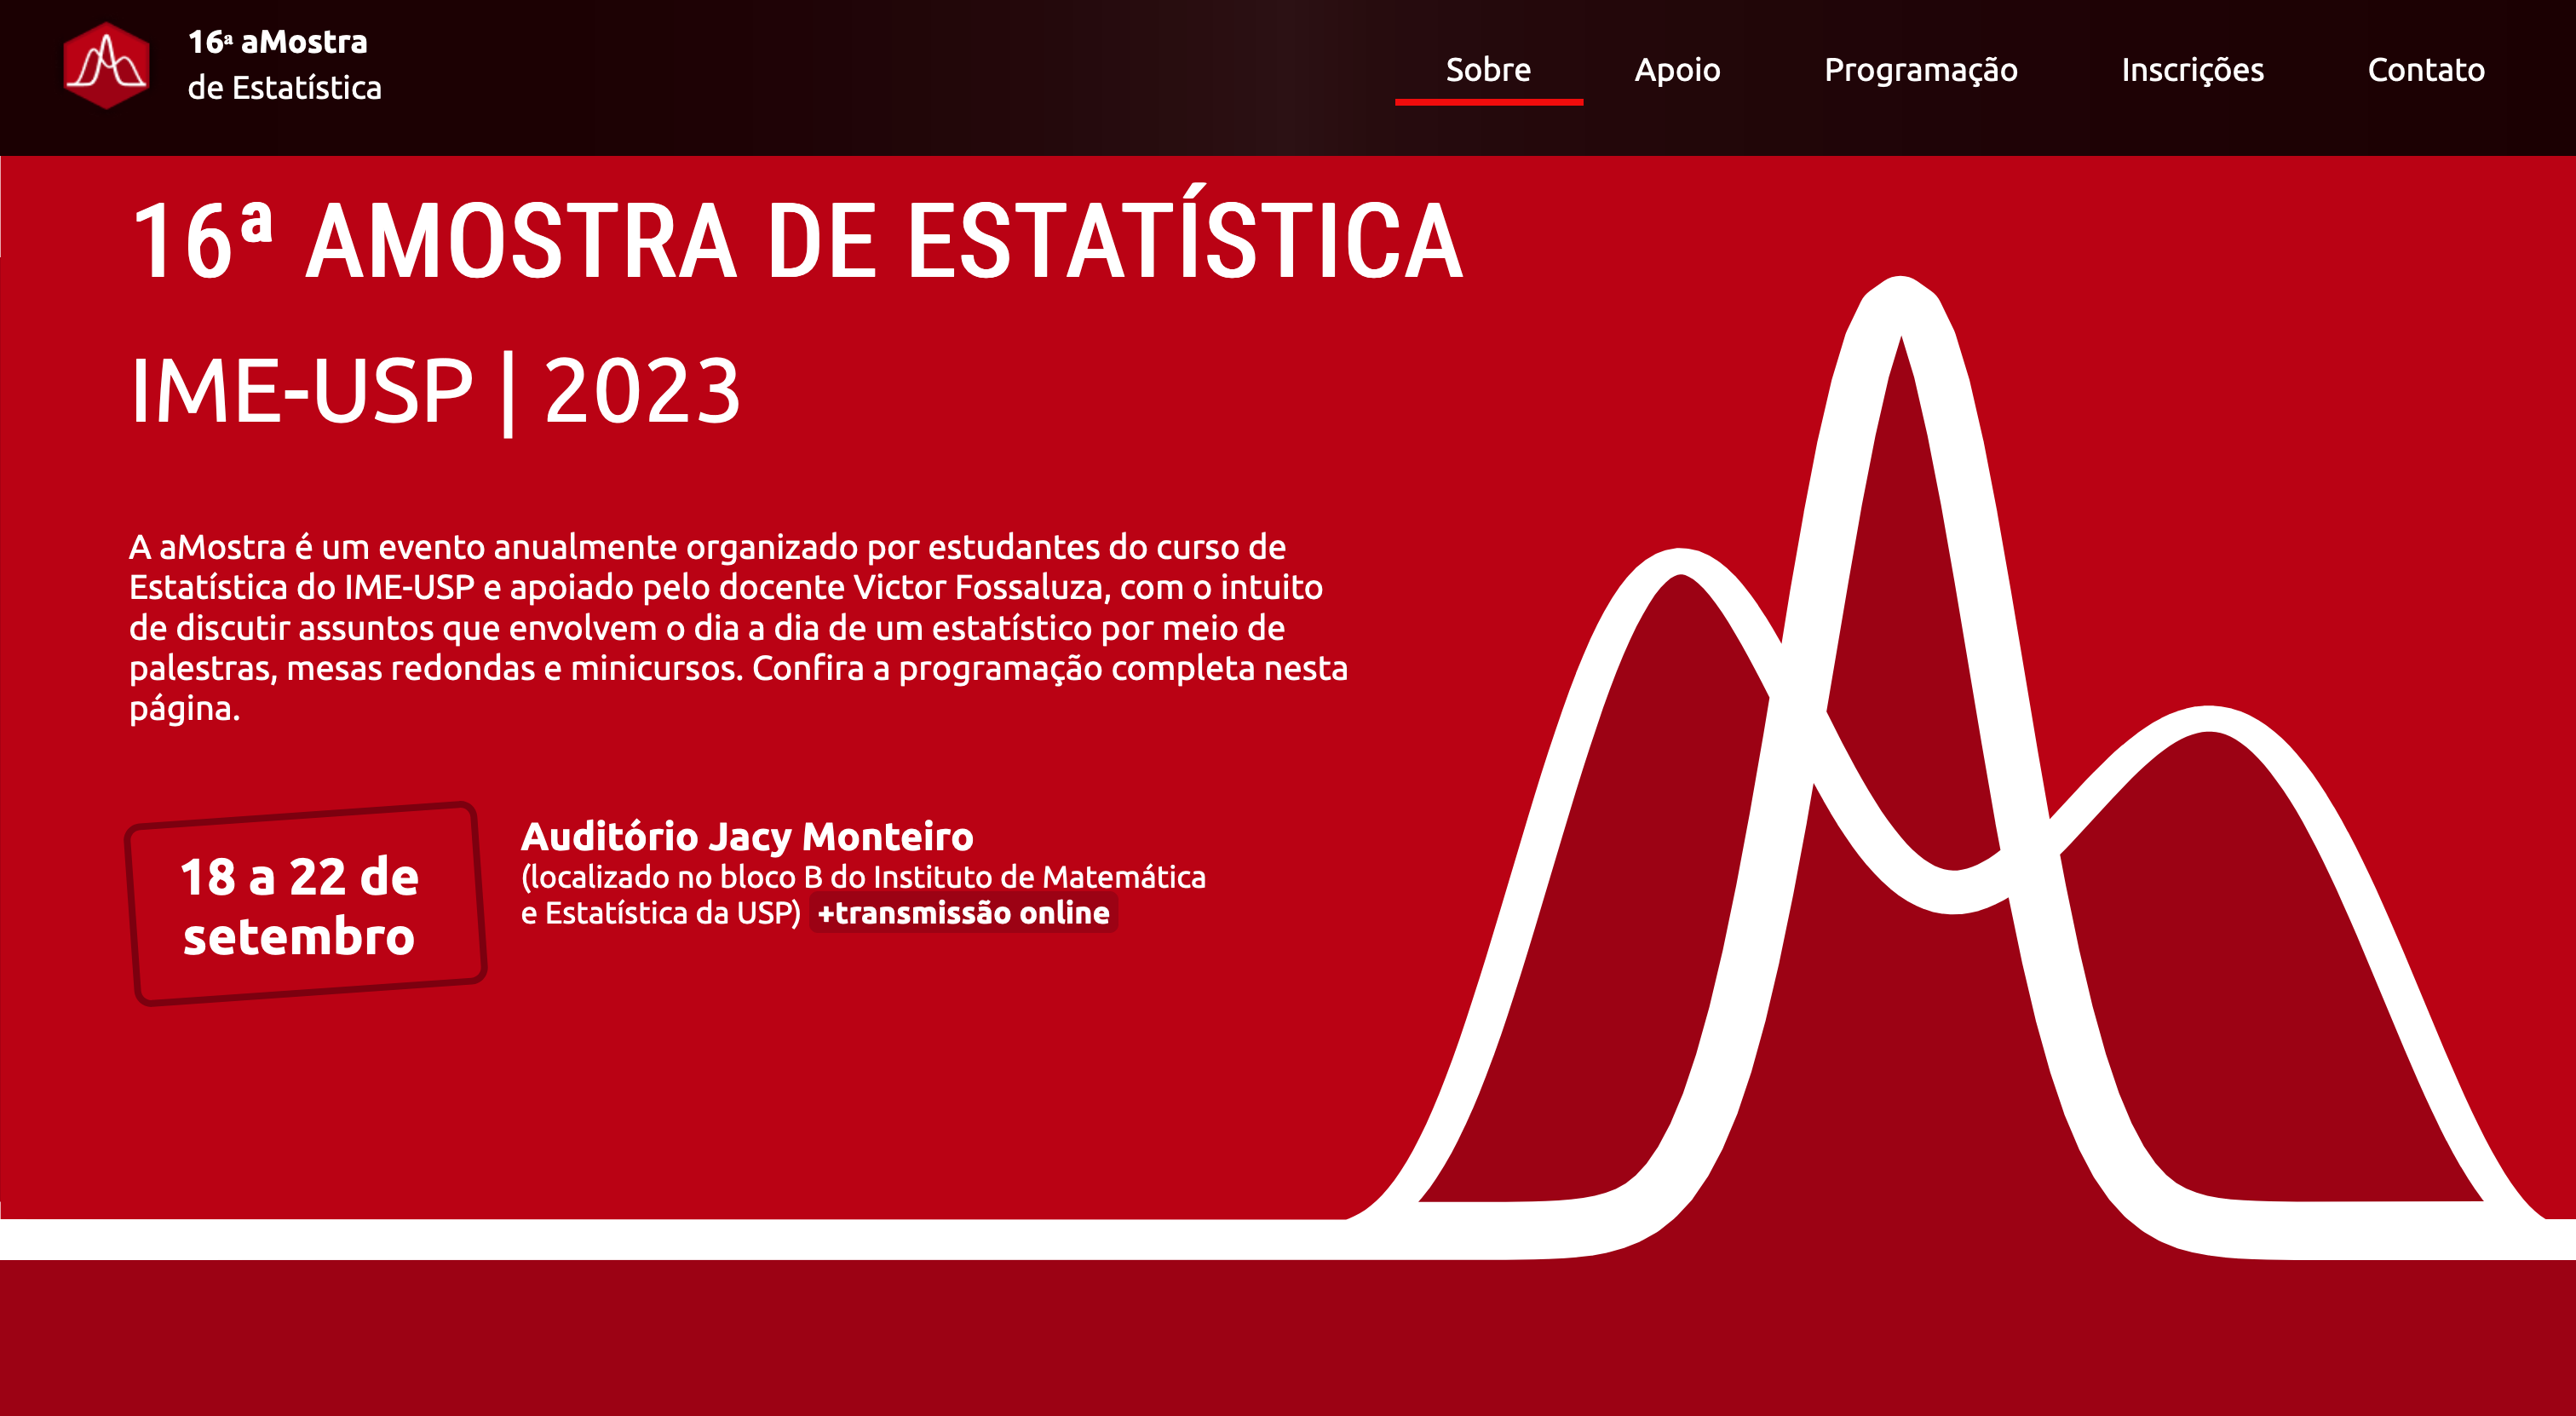 16ª aMostra
de Estatística
Sobre
Apoio
Programação
Inscrições
Contato
16ª AMOSTRA DE ESTATÍSTICA
IME-USP | 2023
A aMostra é um evento anualmente organizado por estudantes do curso de
Estatística do IME-USP e apoiado pelo docente Victor Fossaluza, com o intuito
de discutir assuntos que envolvem o dia a dia de um estatístico por meio de
palestras, mesas redondas e minicursos. Confira a programação completa nesta
página.
18 a 22 de
setembro
Auditório Jacy Monteiro
(localizado no bloco B do Instituto de Matemática
e Estatística da USP) +transmissão online